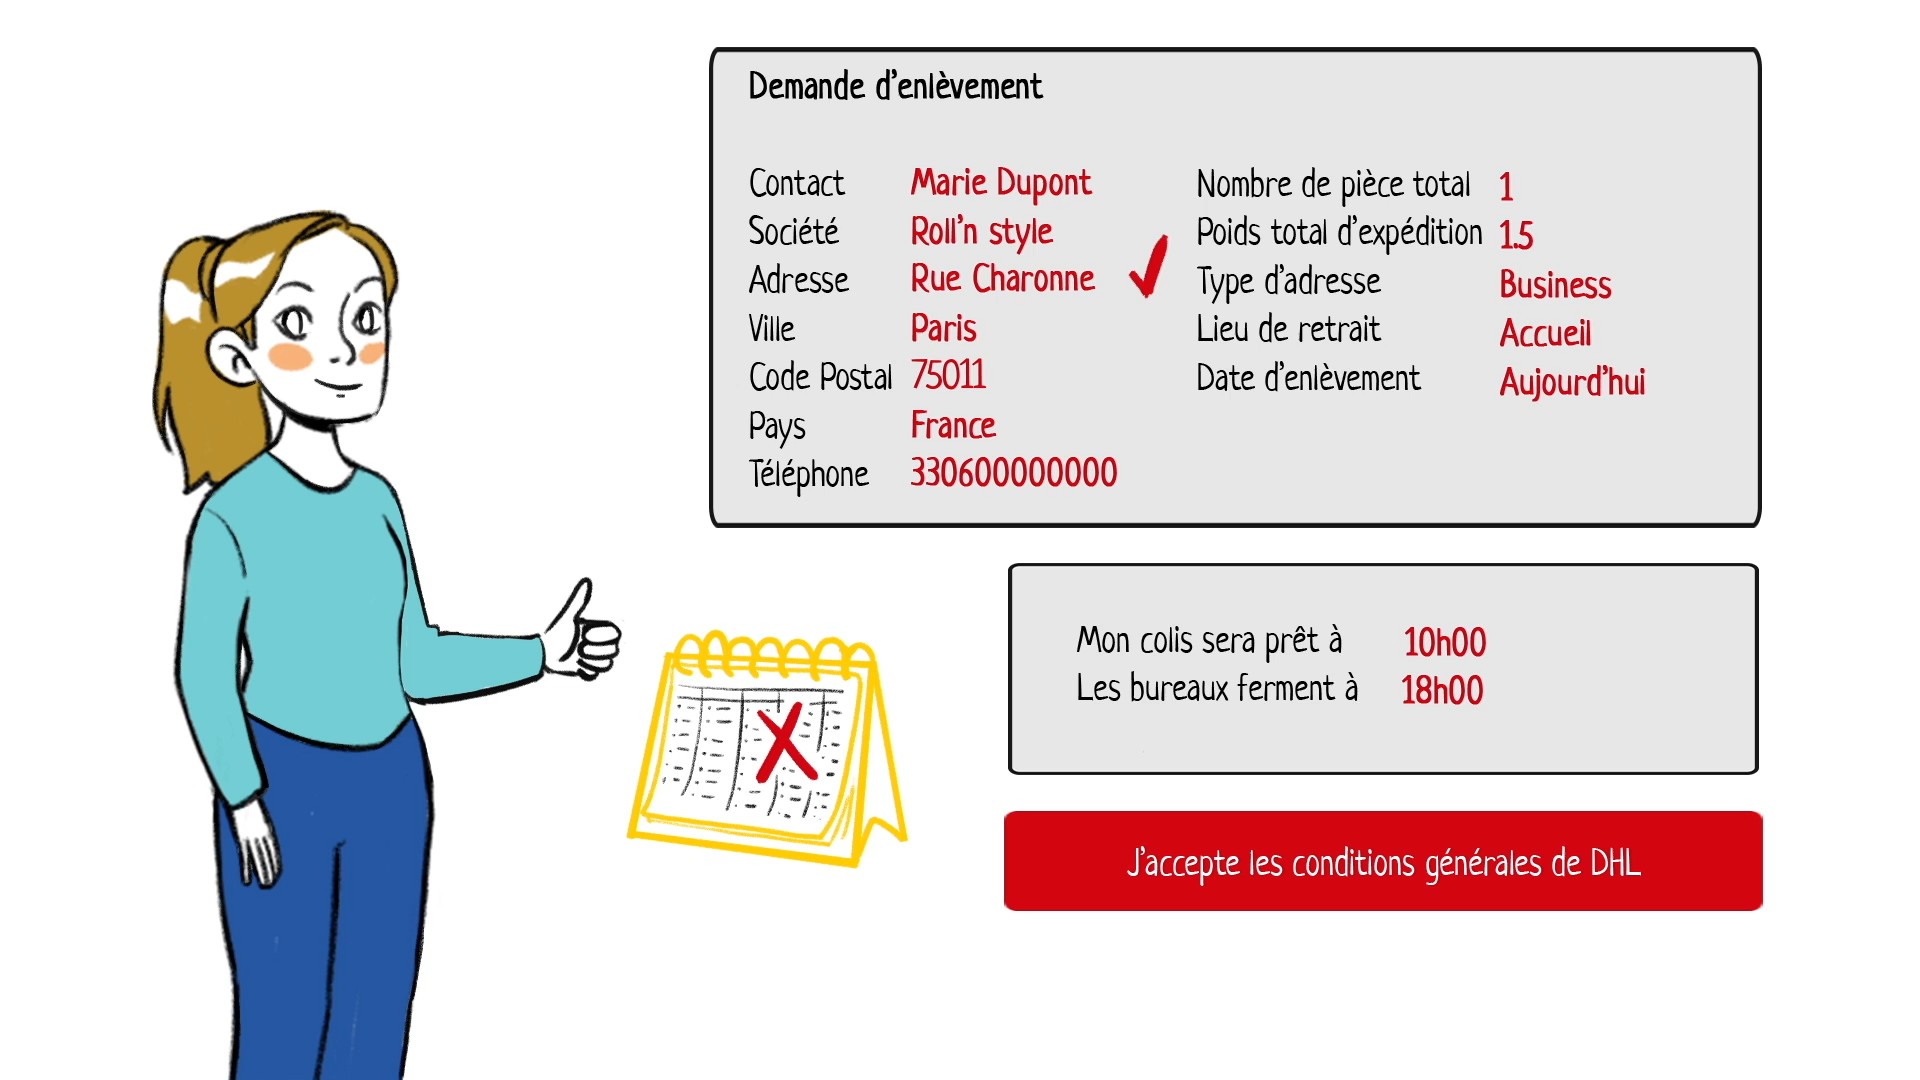 Demande d'enlèvement
Contact Marie Dupont
Société Roll'n style
Adresse Rue Charonne
Ville Paris
Code Postal 75011
Pays France
Téléphone 330600000000
Nombre de pièce total 1
Poids total d'expédition 1.5
Type d'adresse Business
Lieu de retrait Accueil
Date d'enlèvement Aujourd'hui
Mon colis sera prêt à 10h00
Les bureaux ferment à 18h00
J'accepte les conditions générales de DHL